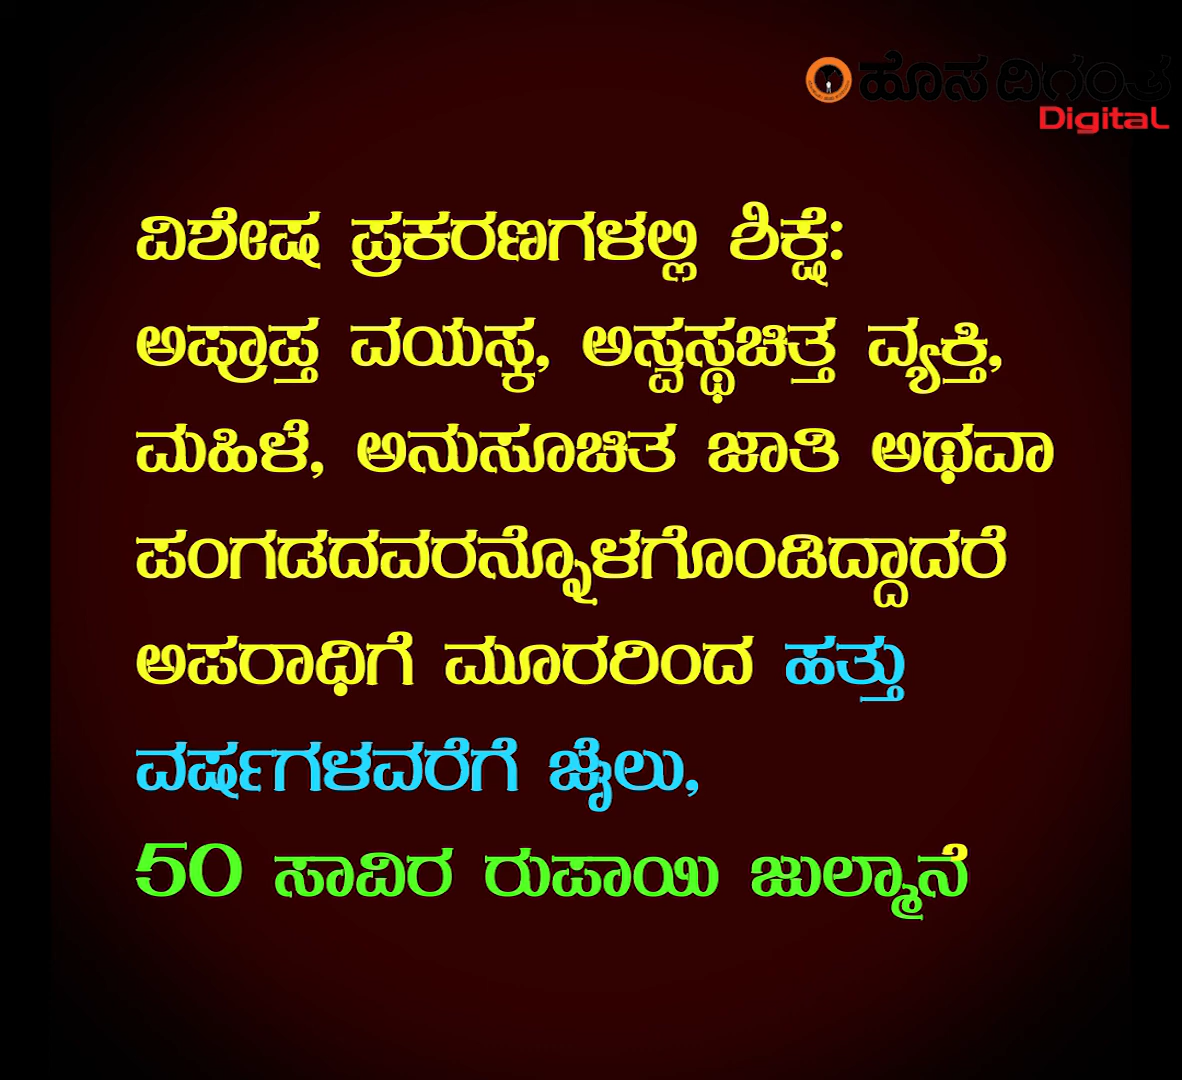 ಹೊಸ ದಿಗಂತ
Digital
ವಿಶೇಷ ಪ್ರಕರಣಗಳಲ್ಲಿ ಶಿಕ್ಷೆ:
ಅಪ್ರಾಪ್ತ ವಯಸ್ಕ, ಅಸ್ವಸ್ಥಚಿತ್ತ ವ್ಯಕ್ತಿ,
ಮಹಿಳೆ, ಅನುಸೂಚಿತ ಜಾತಿ ಅಥವಾ
ಪಂಗಡದವರನ್ನೊಳಗೊಂಡಿದ್ದಾದರೆ
ಅಪರಾಧಿಗೆ ಮೂರರಿಂದ ಹತ್ತು
ವರ್ಷಗಳವರೆಗೆ ಜೈಲು,
50 ಸಾವಿರ ರುಪಾಯಿ ಜುಲ್ಮಾನೆ